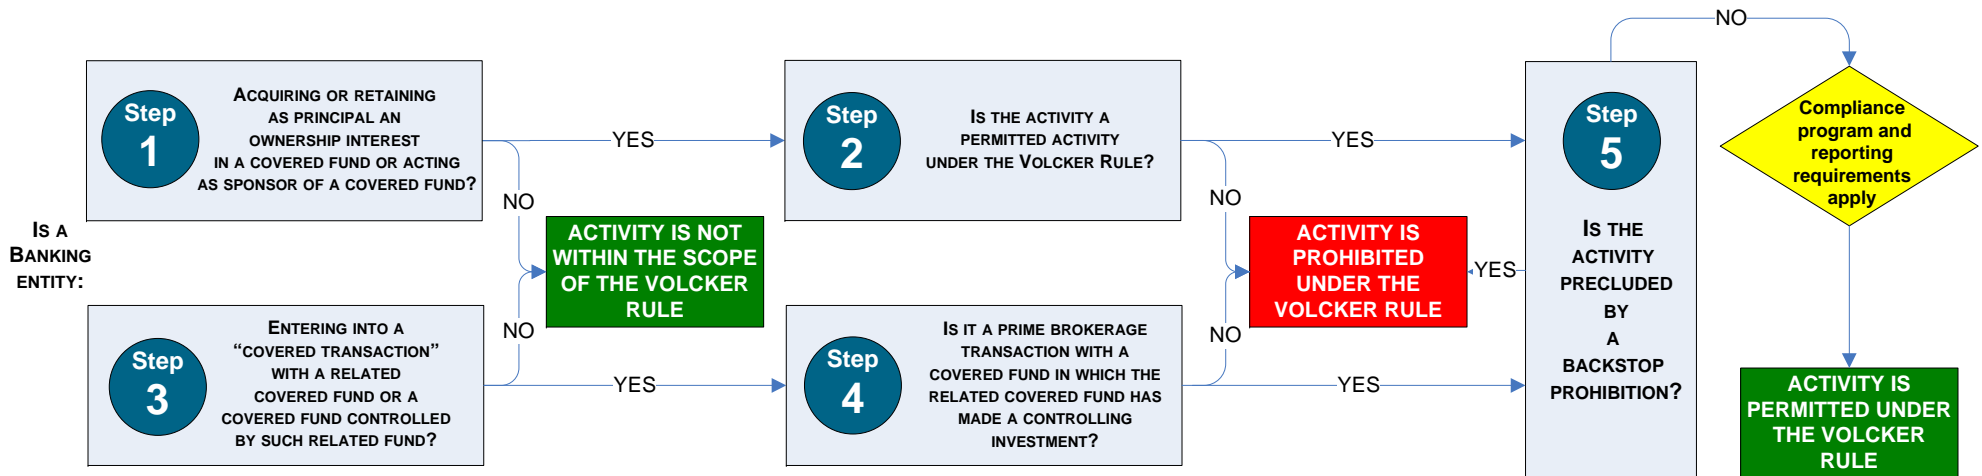 Is a
Banking
entity:
Step
1
Acquiring or retaining
as principal an
ownership interest
in a covered fund or acting
as sponsor of a covered fund?
YES
NO
Step
2
Is the activity a
permitted activity
under the Volcker Rule?
YES
NO
ACTIVITY IS NOT
WITHIN THE SCOPE
OF THE VOLCKER
RULE
ACTIVITY IS
PROHIBITED
UNDER THE
VOLCKER RULE
Step
3
Entering into a
“covered transaction”
with a related
covered fund or a
covered fund controlled
by such related fund?
NO
YES
Step
4
Is it a prime brokerage
transaction with a
covered fund in which the
related covered fund has
made a controlling
investment?
NO
YES
Step
5
Is the
activity
precluded
by
a
backstop
prohibition?
YES
NO
Compliance
program and
reporting
requirements
apply
ACTIVITY IS
PERMITTED UNDER
THE VOLCKER
RULE